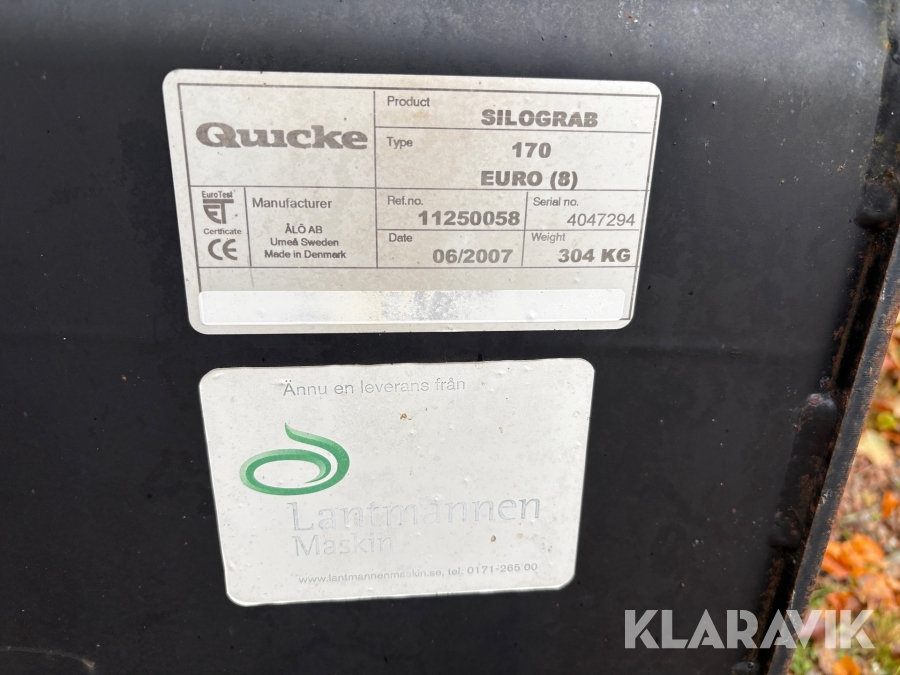 Quicke
Product
SILOGRAB
Type
170
EURO (8)
EuroTest
ET
Certificate
CE
Manufacturer
ÅLÖ AB
Umeå Sweden
Made in Denmark
Ref.no.
11250058
Serial no.
4047294
Date
06/2007
Weight
304 KG
Ännu en leverans från
Lantmännen
Maskin
www.lantmannenmaskin.se, tel: 0171-265 00
KLARAVIK